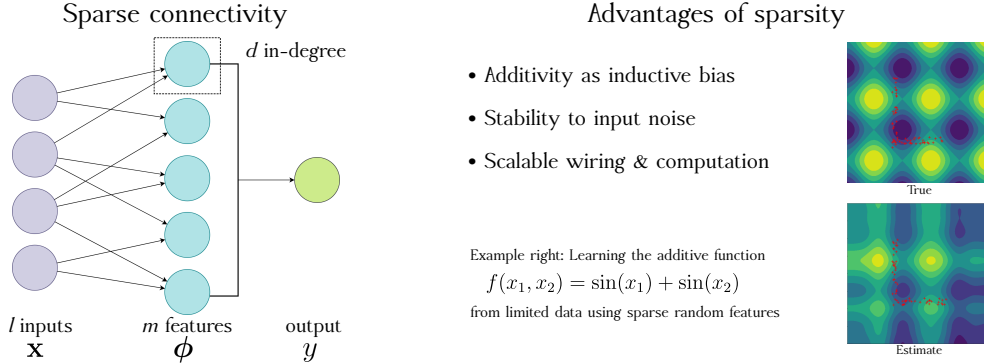 Sparse connectivity
d in-degree
l inputs
x
m features
ϕ
output
y
Advantages of sparsity
• Additivity as inductive bias
• Stability to input noise
• Scalable wiring & computation
Example right: Learning the additive function
f(x₁, x₂) = sin(x₁) + sin(x₂)
from limited data using sparse random features
True
Estimate